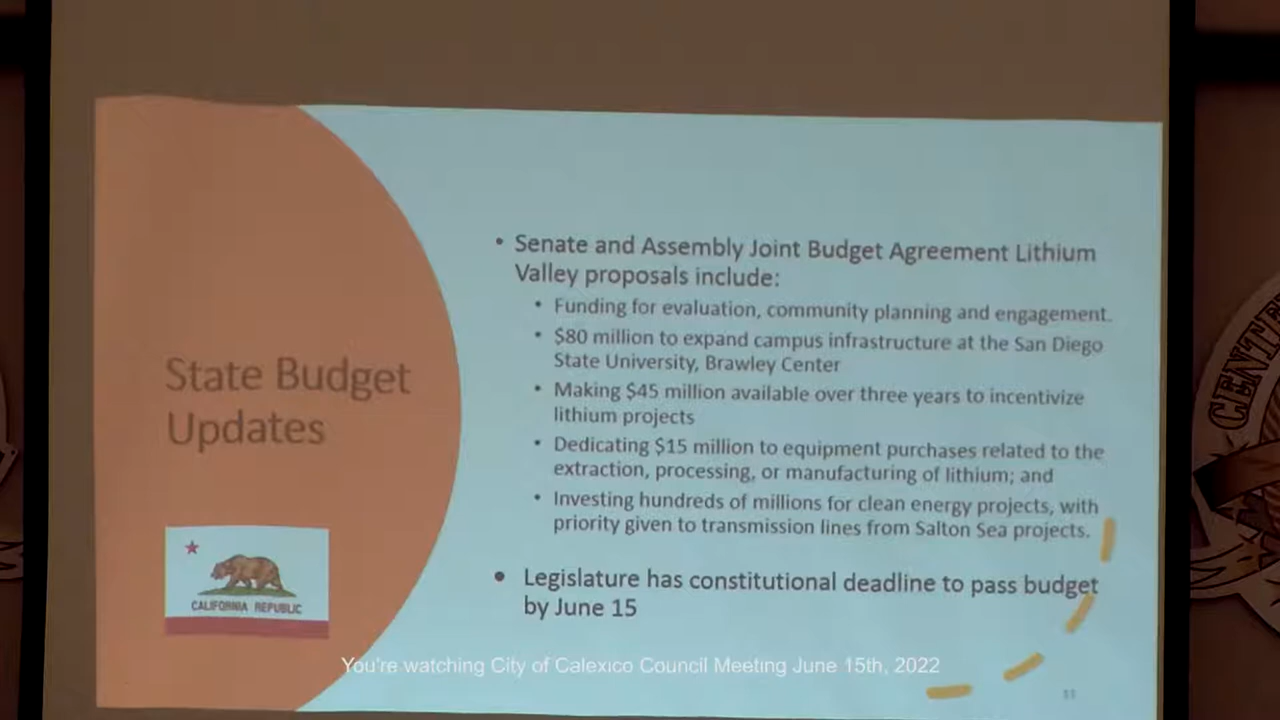 State Budget
Updates
CALIFORNIA REPUBLIC
• Senate and Assembly Joint Budget Agreement Lithium
Valley proposals include:
• Funding for evaluation, community planning and engagement.
• $80 million to expand campus infrastructure at the San Diego
State University, Brawley Center
• Making $45 million available over three years to incentivize
lithium projects
• Dedicating $15 million to equipment purchases related to the
extraction, processing, or manufacturing of lithium; and
• Investing hundreds of millions for clean energy projects, with
priority given to transmission lines from Salton Sea projects.
• Legislature has constitutional deadline to pass budget
by June 15
You're watching City of Calexico Council Meeting June 15th, 2022